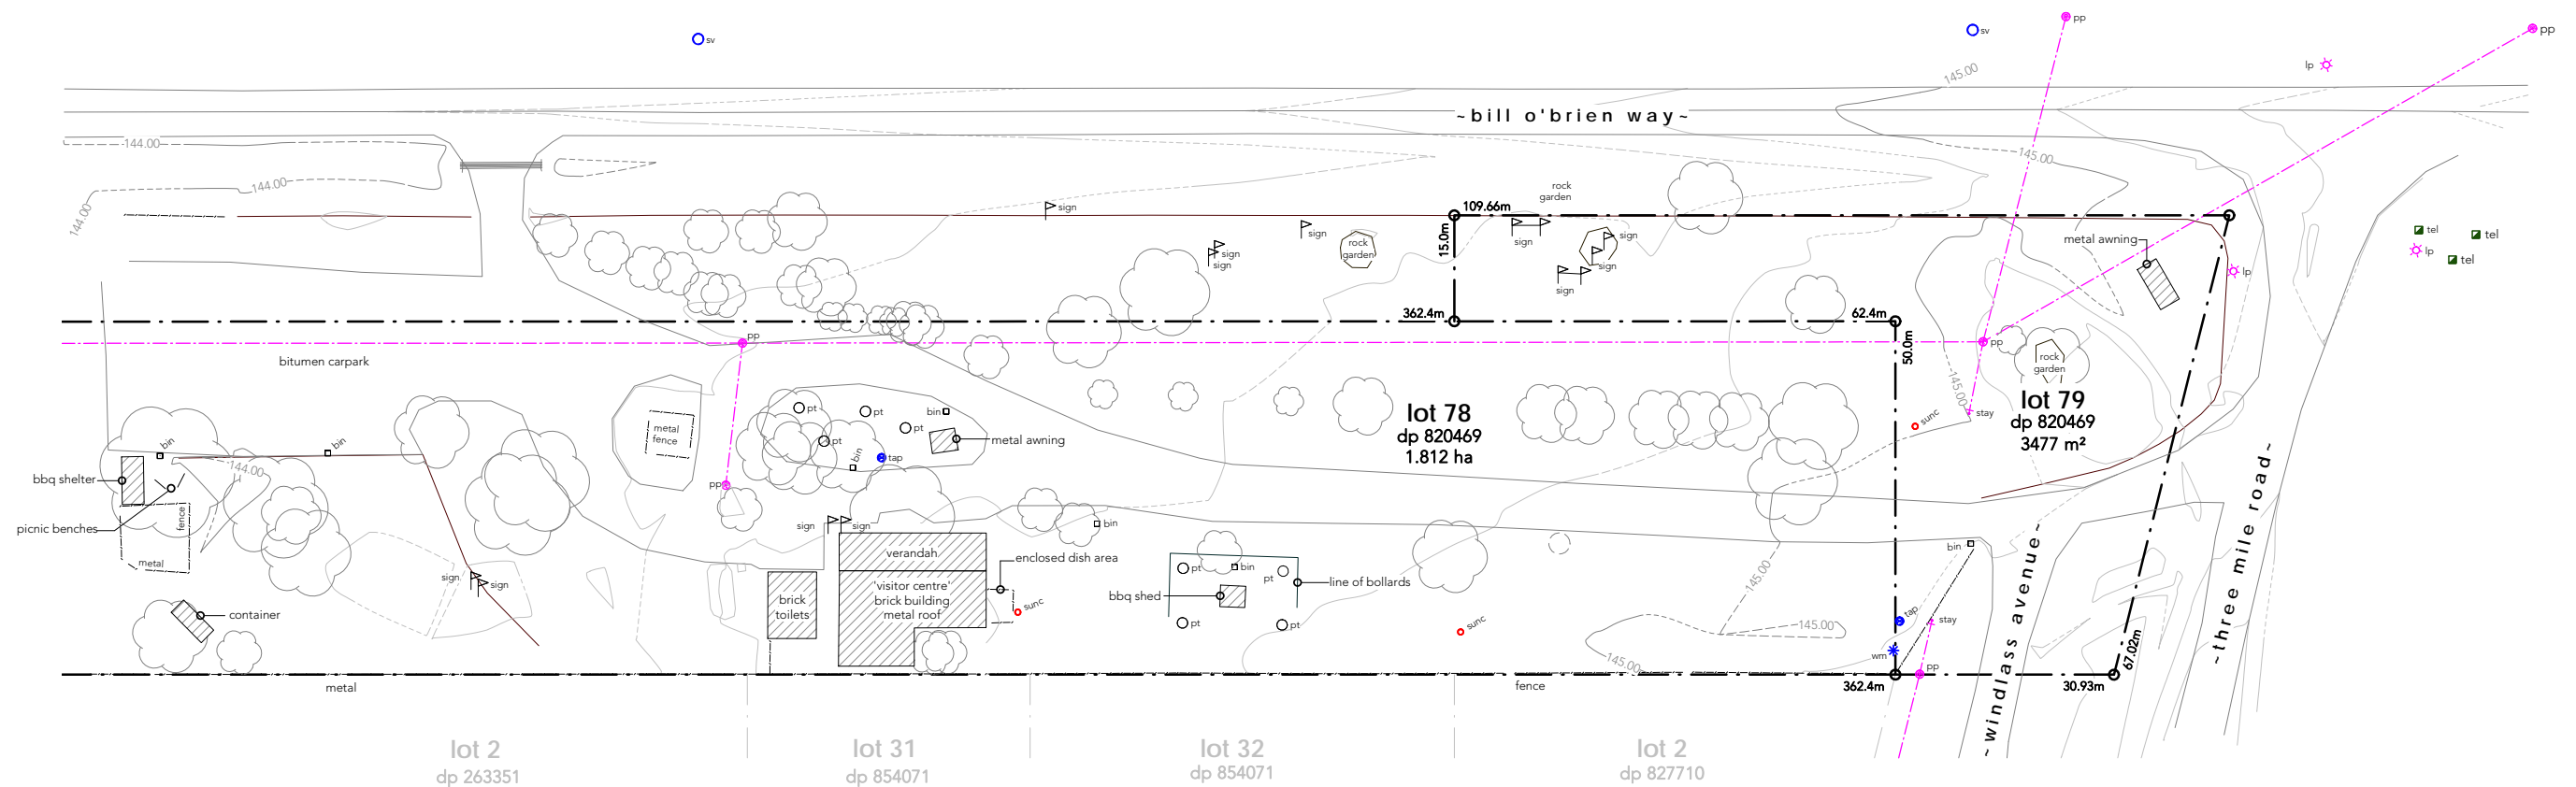 sv
sv
pp
pp
lp
145.00
~bill o'brien way~
144.00
145.00
144.00
144.00
rock
garden
sign
109.66m
sign
sign
sign
sign
sign
15.0m
rock
garden
sign
sign
sign
metal awning
tel
tel
lp
tel
lp
362.4m
62.4m
50.0m
pp
pp
bitumen carpark
rock
garden
145.00
lot 78
dp 820469
1.812 ha
lot 79
dp 820469
3477 m²
stay
sunc
pt
pt
pt
pt
bin
metal awning
bin
tap
metal
fence
pp
bin
bin
144.00
bbq shelter
picnic benches
fence
metal
sign
sign
bin
verandah
'visitor centre'
brick building
metal roof
enclosed dish area
sunc
brick
toilets
sign
sign
container
pt
bin
pt
bbq shed
line of bollards
pt
pt
sunc
145.00
145.00
145.00
bin
tap
stay
wm
pp
~windlass avenue~
~three mile road~
67.02m
metal
fence
362.4m
30.93m
lot 2
dp 263351
lot 31
dp 854071
lot 32
dp 854071
lot 2
dp 827710